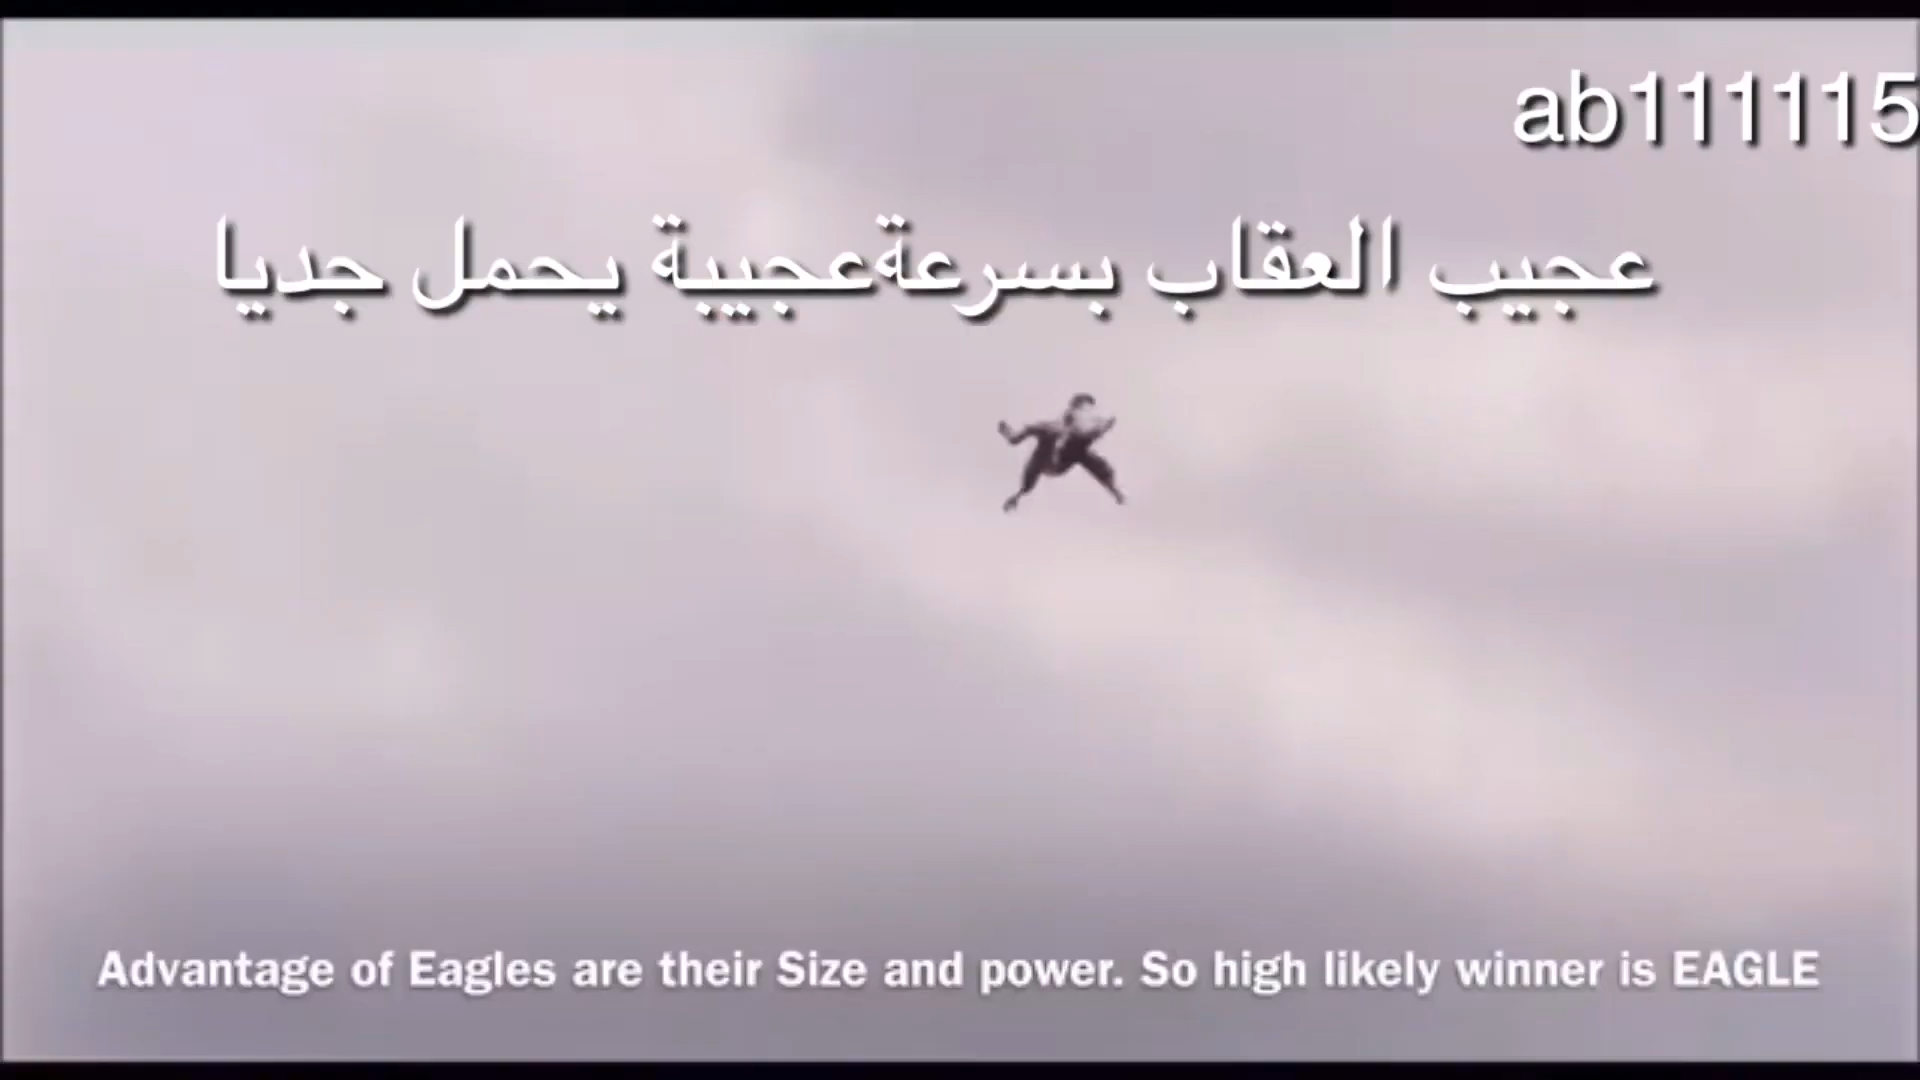 ab111115
عجيب العقاب بسرعةعجيبة يحمل جديا
Advantage of Eagles are their Size and power. So high likely winner is EAGLE